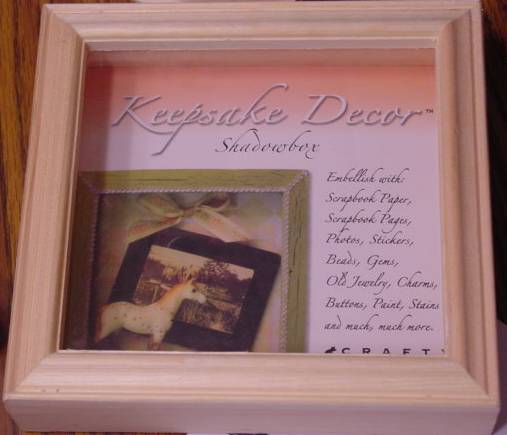 Keepsake Decor™
Shadowbox
Embellish with:
Scrapbook Paper,
Scrapbook Pages,
Photos, Stickers,
Beads, Gems,
Old Jewelry, Charms,
Buttons, Paint, Stains
and much, much more.
CRAFT